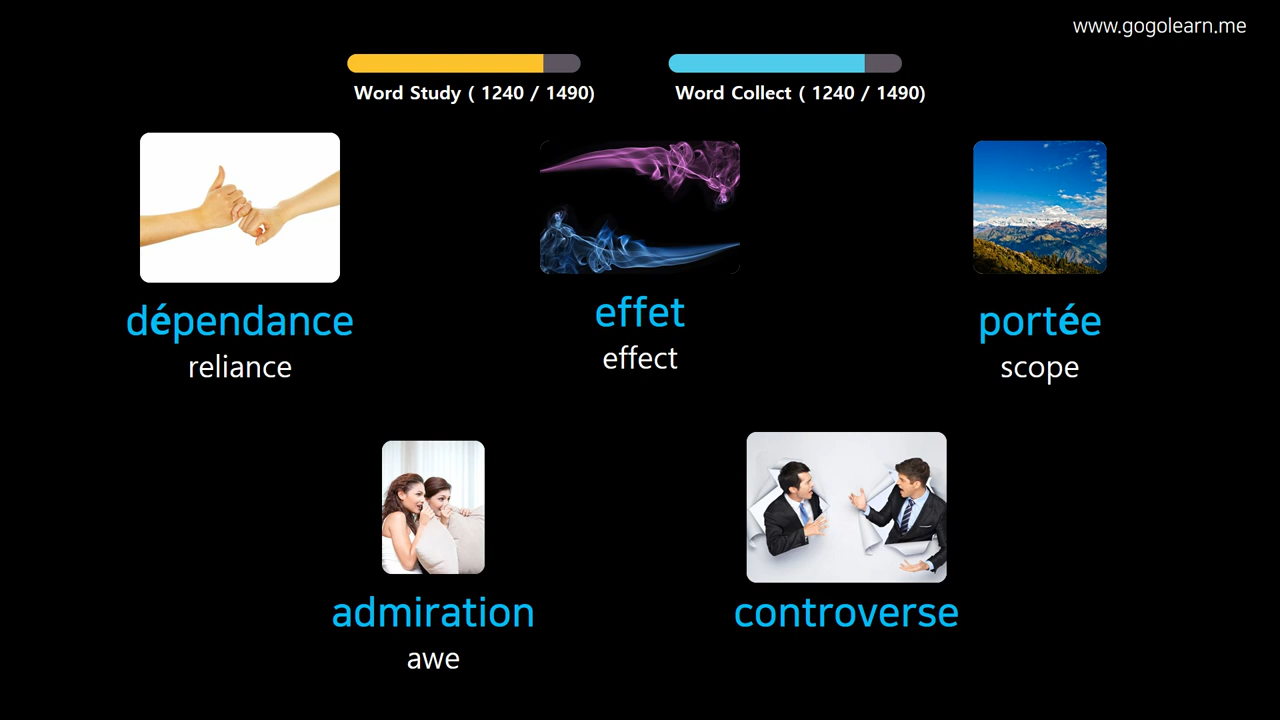 www.gogolearn.me
Word Study ( 1240 / 1490)
Word Collect ( 1240 / 1490)
dépendance
reliance
effet
effect
portée
scope
admiration
awe
controverse